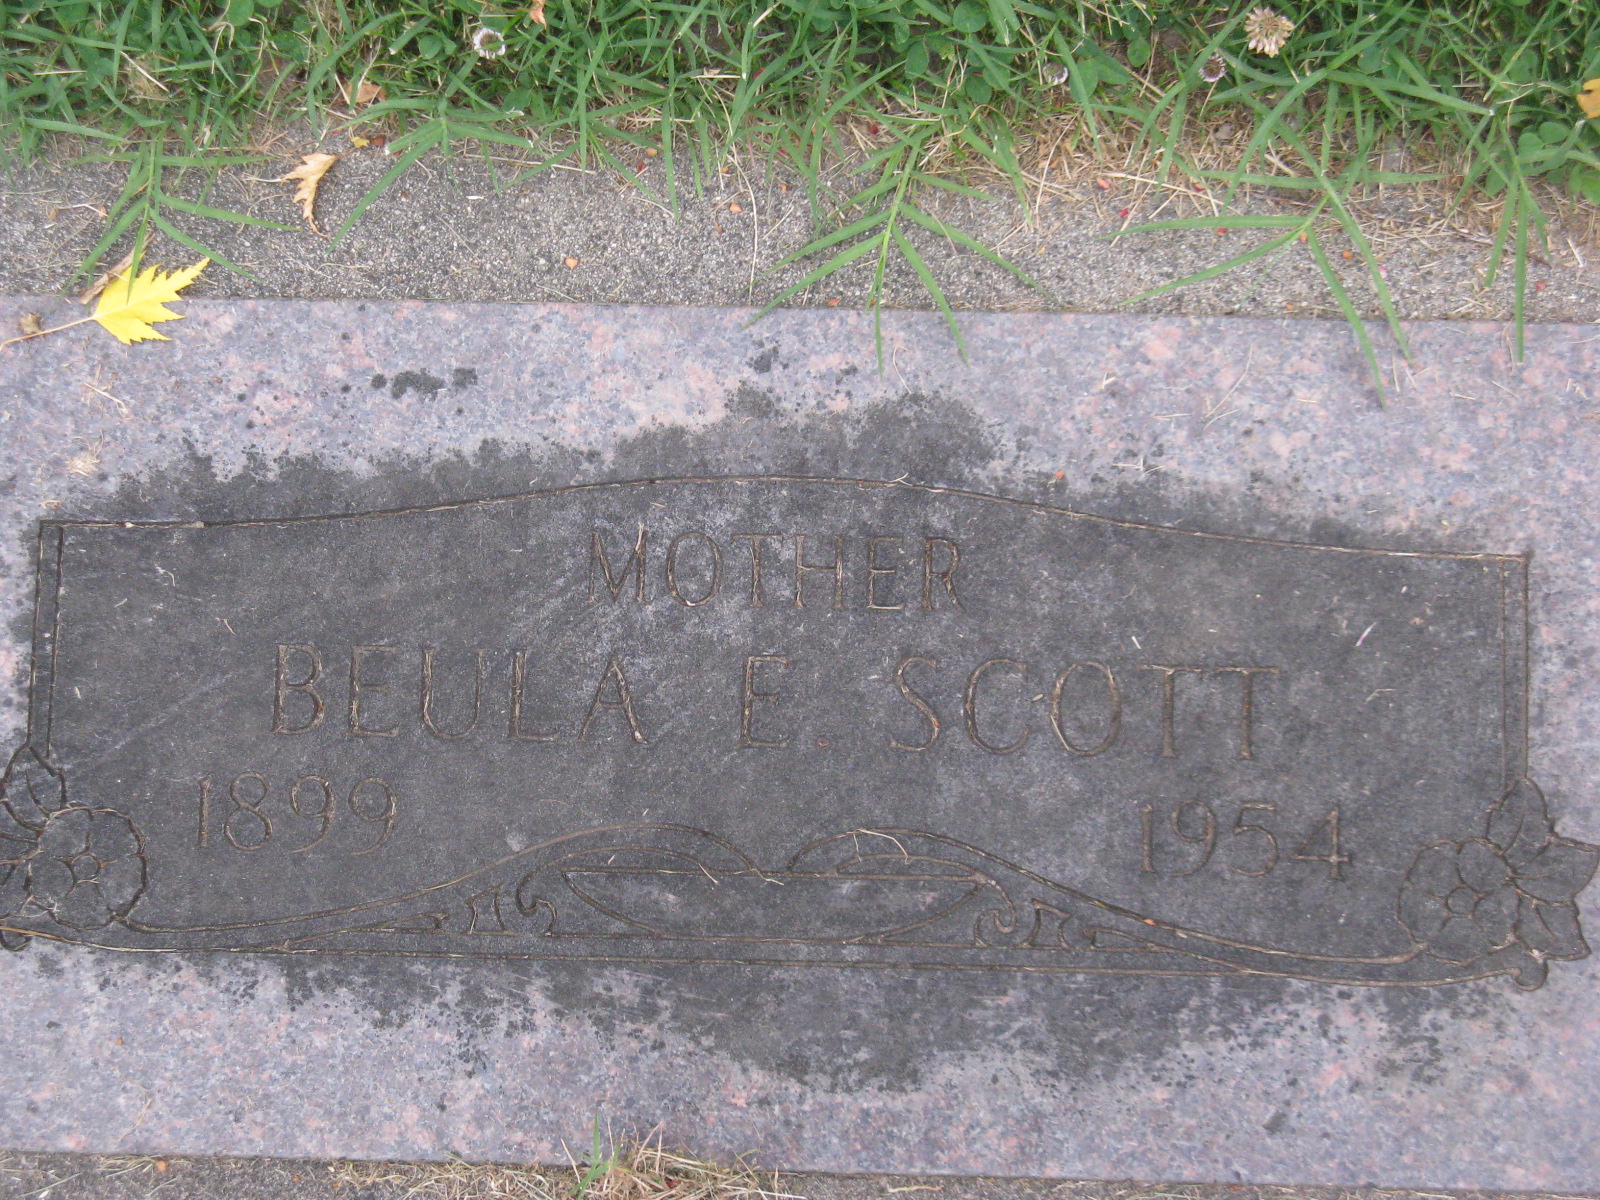 MOTHER
BEULA E. SCOTT
1899 1954